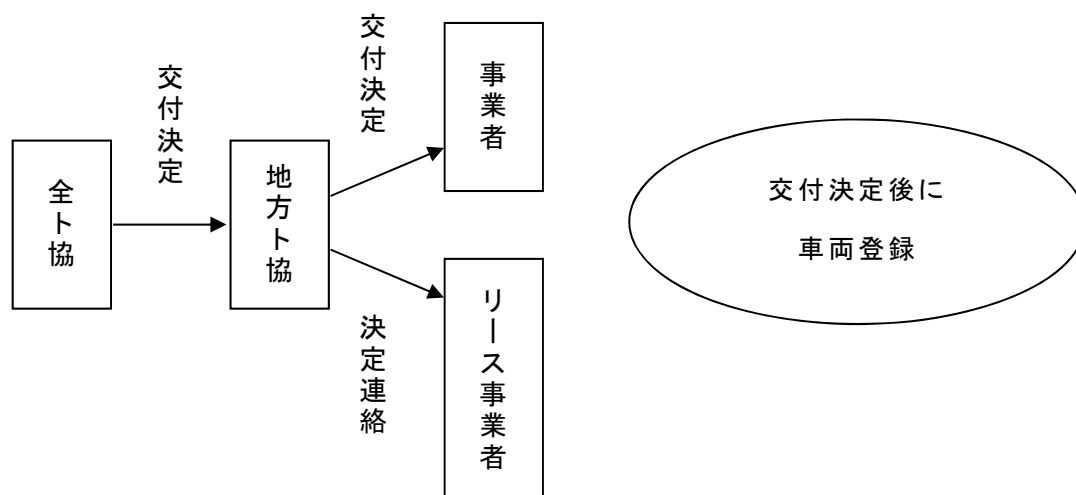 全ト協
交付決定
地方ト協
交付決定
事業者
決定連絡
リース事業者
交付決定後に
車両登録